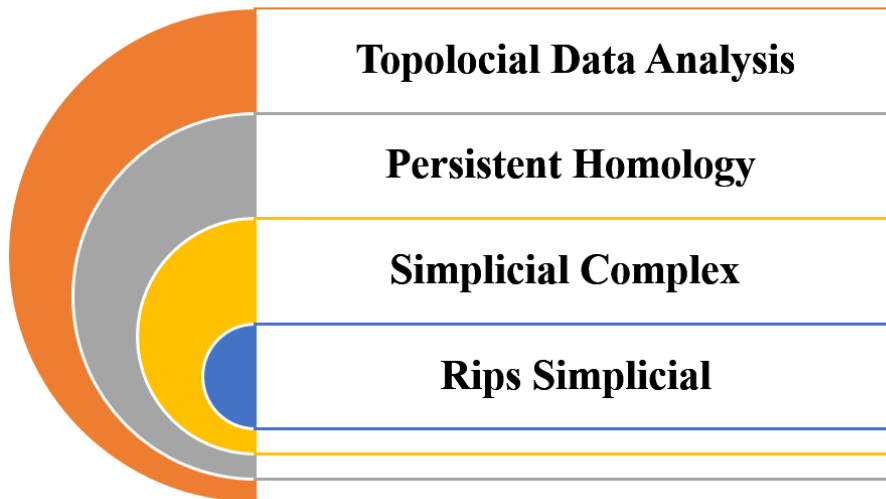 Topolocial Data Analysis
Persistent Homology
Simplicial Complex
Rips Simplicial